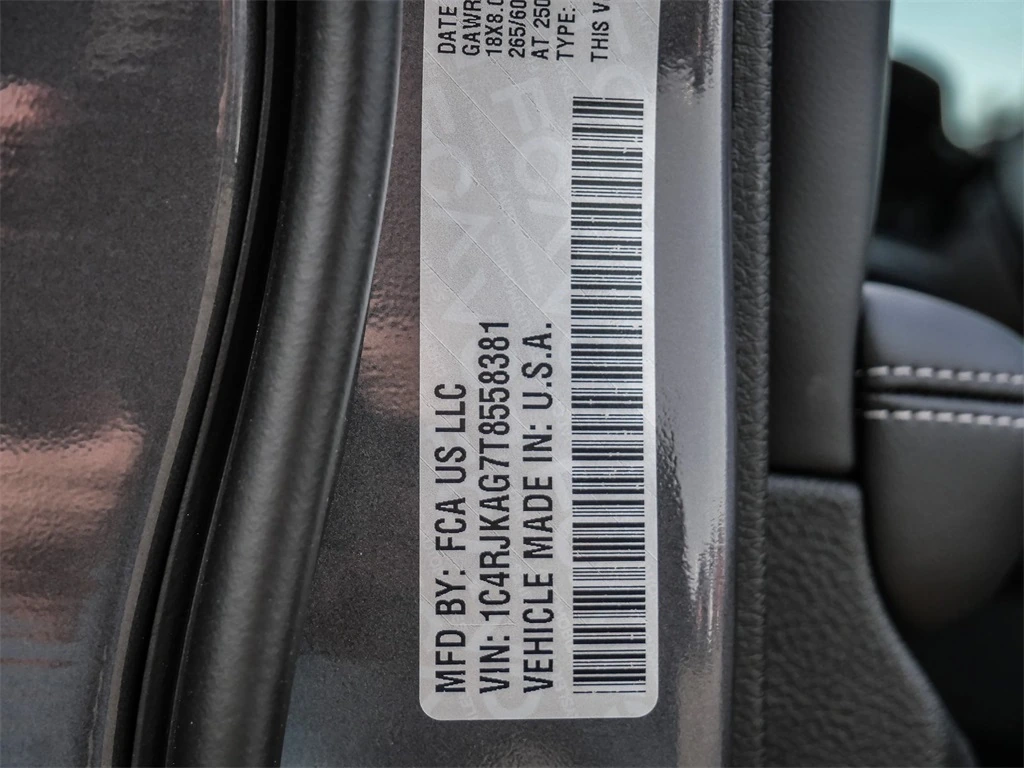 DATE
GAWR
18X8.0
265/60
AT 250
TYPE:
THIS V
MFD BY: FCA US LLC
VIN: 1C4RJKAG7T8558381
VEHICLE MADE IN: U.S.A.